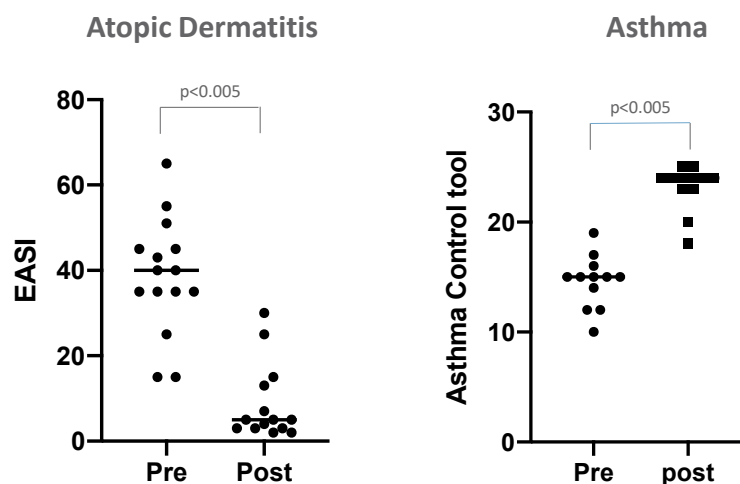 Atopic Dermatitis
p<0.005
80
60
40
20
0
EASI
Pre Post
Asthma
p<0.005
30
20
10
0
Asthma Control tool
Pre post